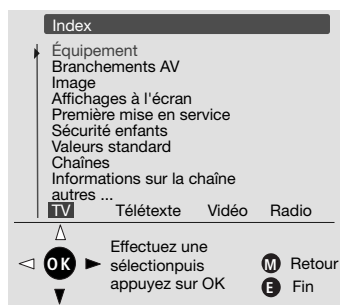 Index
Équipement
Branchements AV
Image
Affichages à l'écran
Première mise en service
Sécurité enfants
Valeurs standard
Chaînes
Informations sur la chaîne
autres ...
TV Télétexte Vidéo Radio
OK
Effectuez une
sélectionpuis
appuyez sur OK
M Retour
E Fin